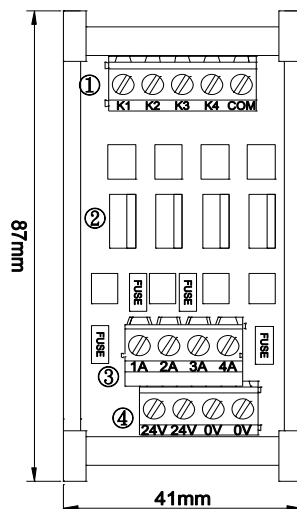 ①
K1 K2 K3 K4 COM
②
87mm
FUSE FUSE
FUSE FUSE
1A 2A 3A 4A
③
④
24V 24V 0V 0V
41mm